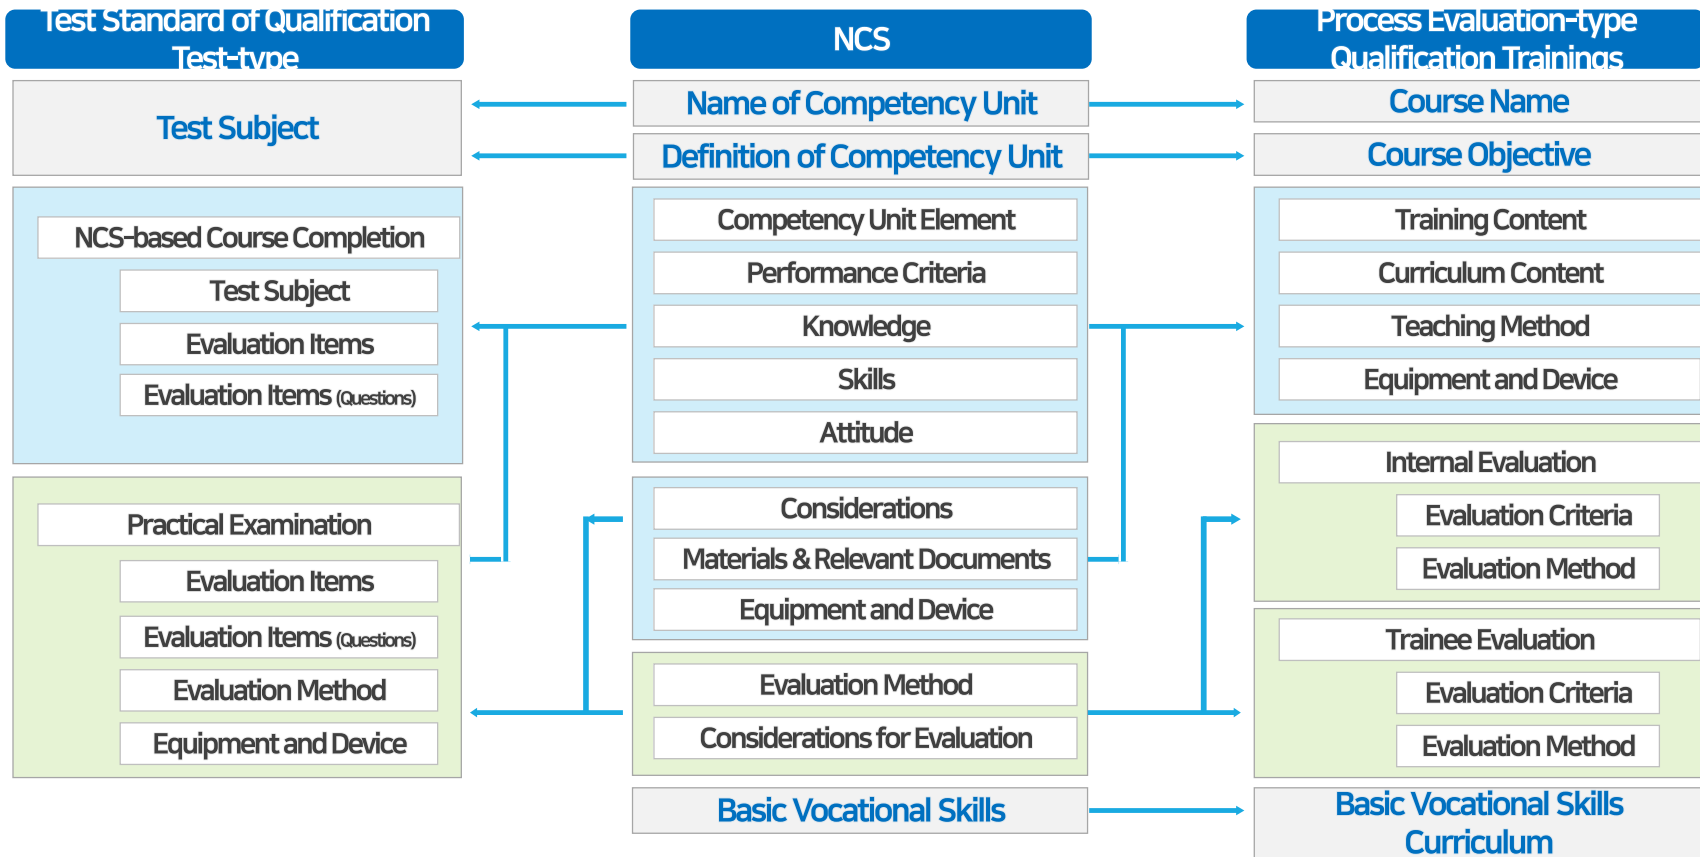 Test Standard of Qualification
Test-type
Test Subject
NCS-based Course Completion
Test Subject
Evaluation Items
Evaluation Items (Questions)
Practical Examination
Evaluation Items
Evaluation Items (Questions)
Evaluation Method
Equipment and Device
NCS
Name of Competency Unit
Definition of Competency Unit
Competency Unit Element
Performance Criteria
Knowledge
Skills
Attitude
Considerations
Materials & Relevant Documents
Equipment and Device
Evaluation Method
Considerations for Evaluation
Basic Vocational Skills
Process Evaluation-type
Qualification Trainings
Course Name
Course Objective
Training Content
Curriculum Content
Teaching Method
Equipment and Device
Internal Evaluation
Evaluation Criteria
Evaluation Method
Trainee Evaluation
Evaluation Criteria
Evaluation Method
Basic Vocational Skills
Curriculum